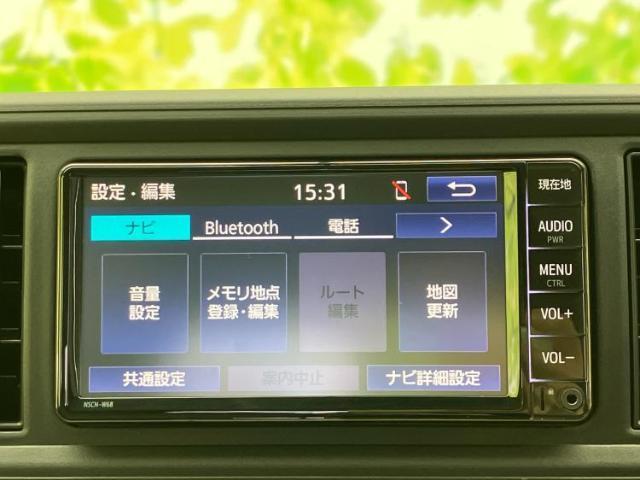 設定・編集 15:31
ナビ Bluetooth 電話 >
音量設定
メモリ地点登録・編集
ルート編集
地図更新
共通設定 案内中止 ナビ詳細設定
NSCN-W68
現在地
AUDIO
PWR
MENU
CTRL
VOL+
VOL−